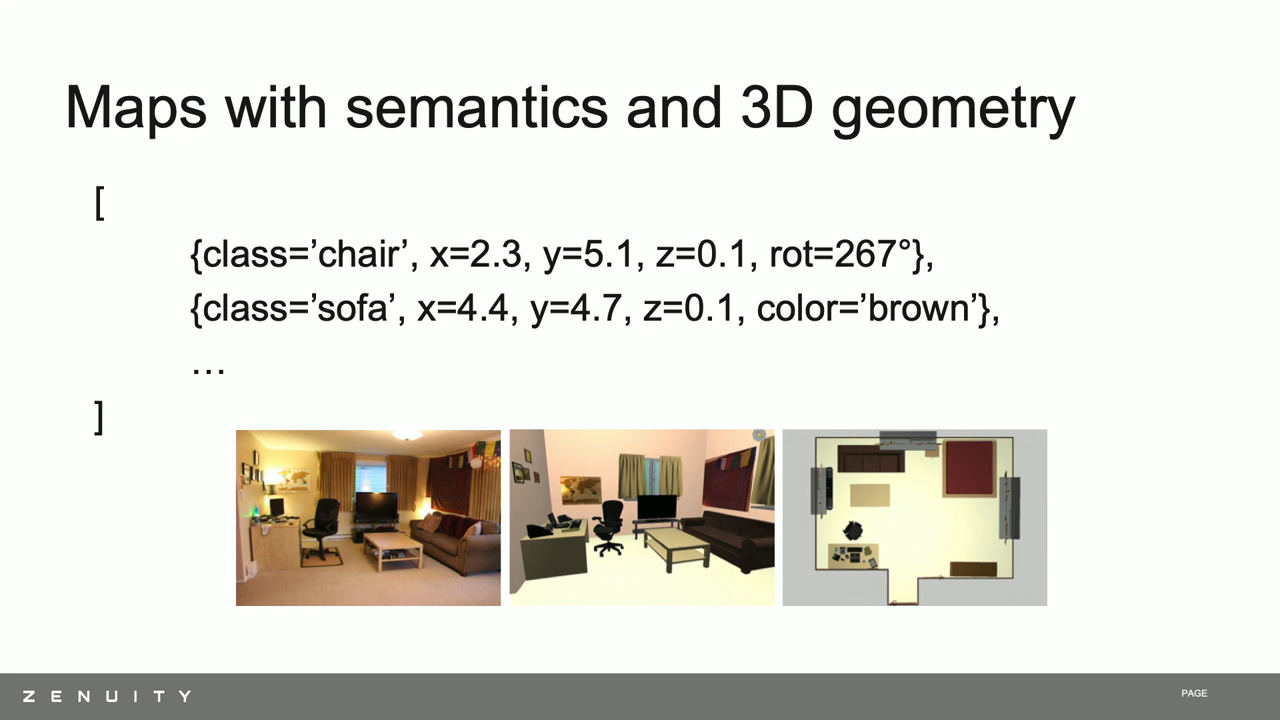 Maps with semantics and 3D geometry
[
{class=’chair’, x=2.3, y=5.1, z=0.1, rot=267°},
{class=’sofa’, x=4.4, y=4.7, z=0.1, color=’brown’},
…
]
ZENUITY
PAGE